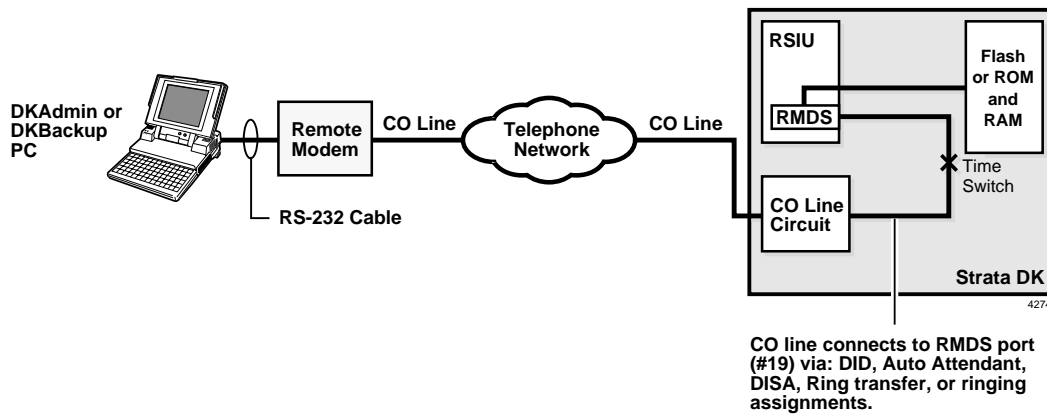 DKAdmin or
DKBackup
PC
RS-232 Cable
Remote
Modem
CO Line
Telephone
Network
CO Line
RSIU
RMDS
Flash
or ROM
and
RAM
Time
Switch
CO Line
Circuit
Strata DK
4274
CO line connects to RMDS port
(#19) via: DID, Auto Attendant,
DISA, Ring transfer, or ringing
assignments.